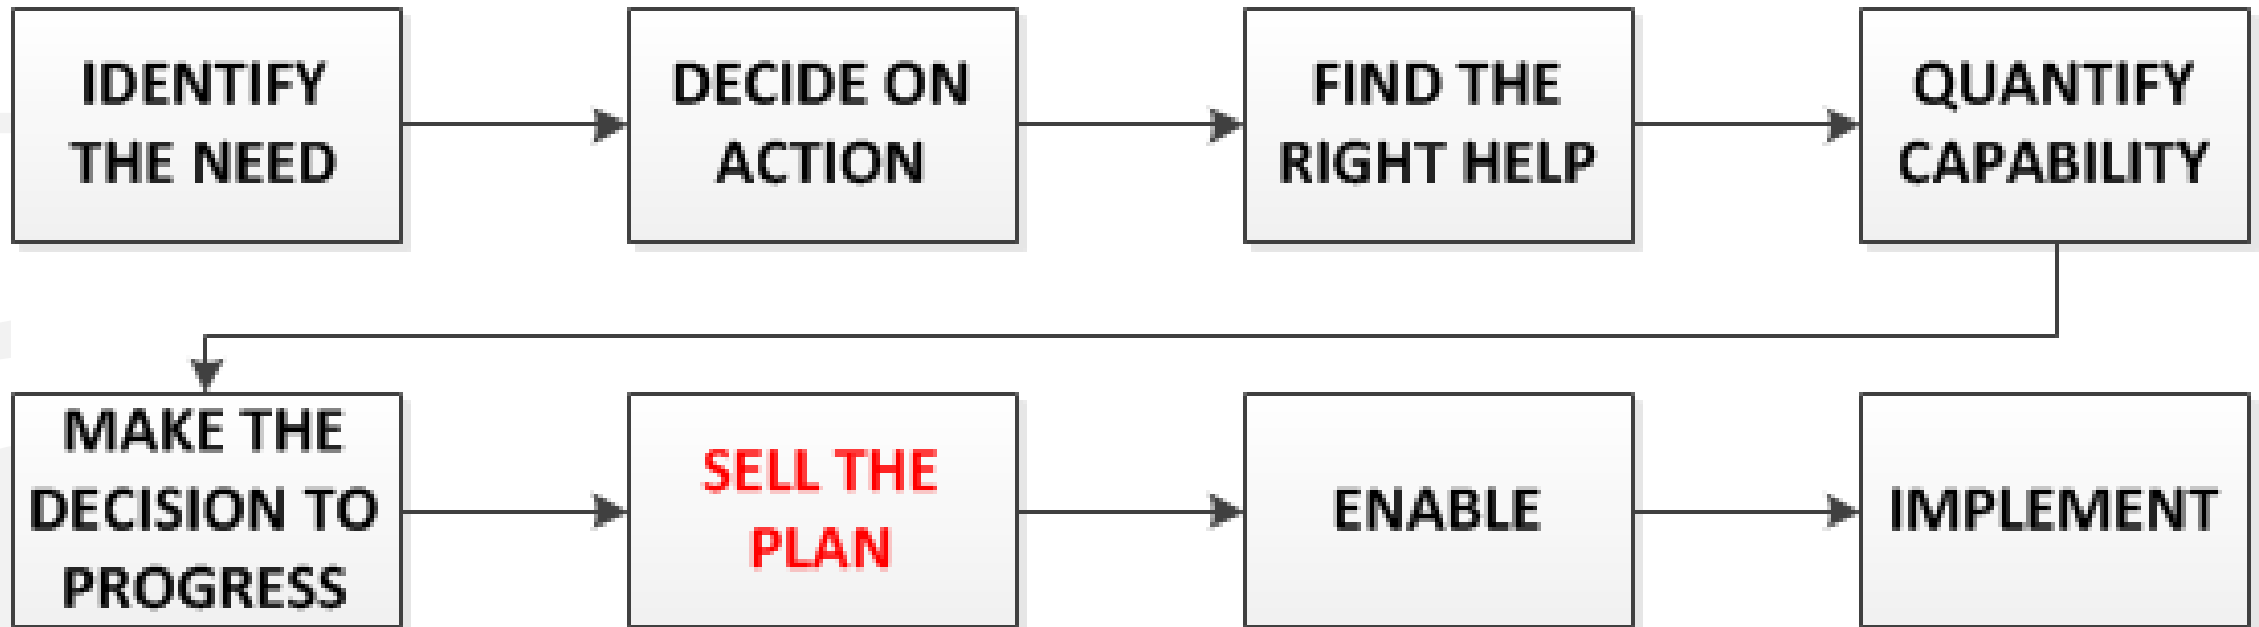 IDENTIFY
THE NEED
DECIDE ON
ACTION
FIND THE
RIGHT HELP
QUANTIFY
CAPABILITY
MAKE THE
DECISION TO
PROGRESS
SELL THE
PLAN
ENABLE
IMPLEMENT